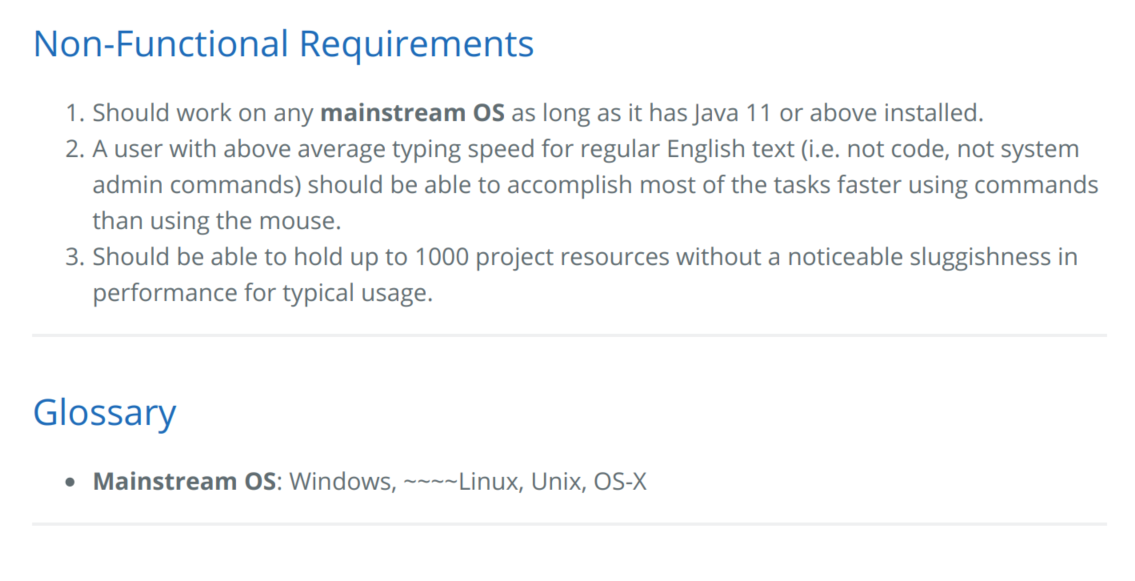 Non-Functional Requirements
1. Should work on any mainstream OS as long as it has Java 11 or above installed.
2. A user with above average typing speed for regular English text (i.e. not code, not system
admin commands) should be able to accomplish most of the tasks faster using commands
than using the mouse.
3. Should be able to hold up to 1000 project resources without a noticeable sluggishness in
performance for typical usage.
Glossary
• Mainstream OS: Windows, ~~~~Linux, Unix, OS-X